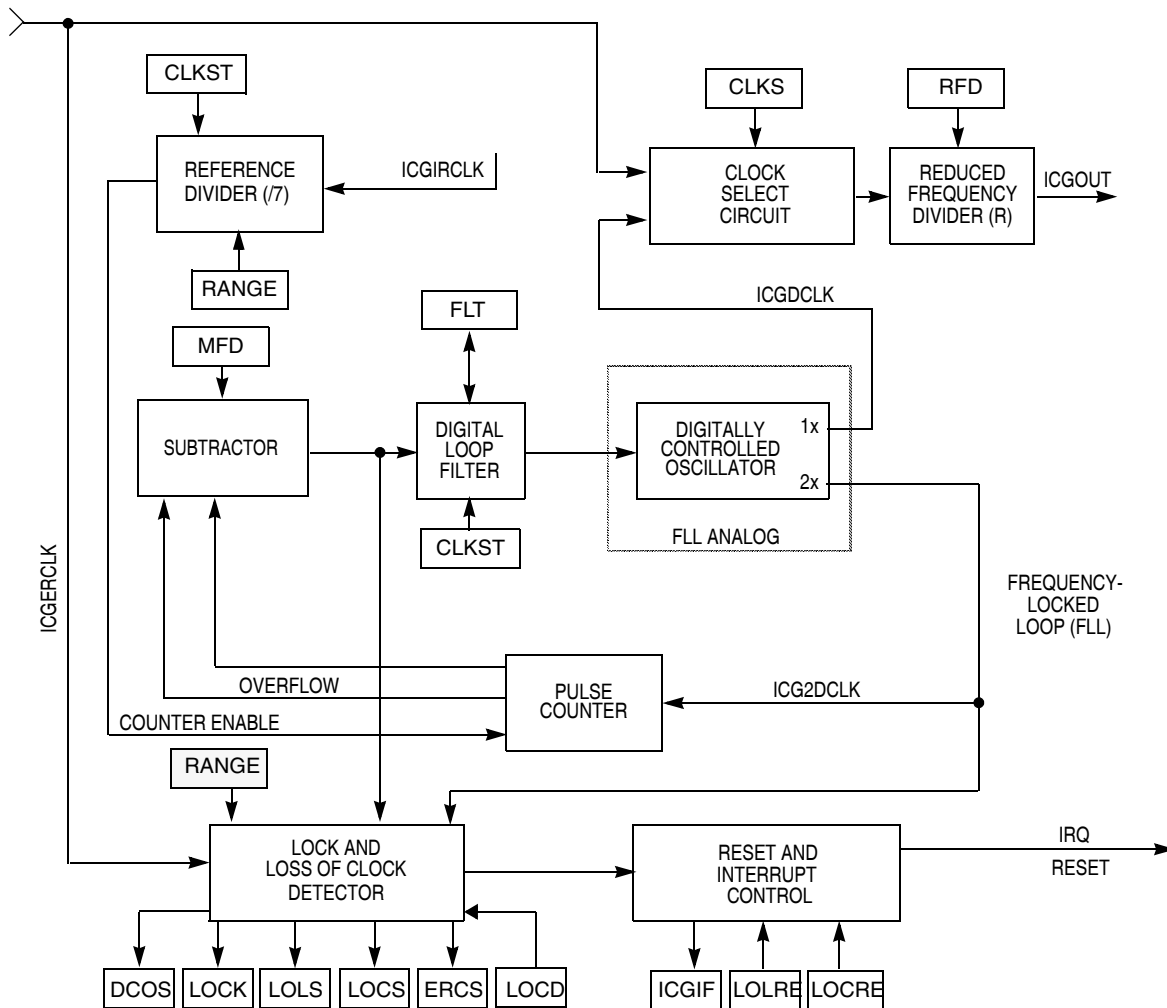 CLKST
CLKS
RFD
REFERENCE
DIVIDER (/7)
ICGIRCLK
CLOCK
SELECT
CIRCUIT
REDUCED
FREQUENCY
DIVIDER (R)
ICGOUT
RANGE
ICGDCLK
FLT
MFD
SUBTRACTOR
DIGITAL
LOOP
FILTER
DIGITALLY
CONTROLLED
OSCILLATOR
1x
2x
FLL ANALOG
CLKST
ICGERCLK
FREQUENCY-
LOCKED
LOOP (FLL)
OVERFLOW
PULSE
COUNTER
ICG2DCLK
COUNTER ENABLE
RANGE
LOCK AND
LOSS OF CLOCK
DETECTOR
RESET AND
INTERRUPT
CONTROL
IRQ
RESET
DCOS
LOCK
LOLS
LOCS
ERCS
LOCD
ICGIF
LOLRE
LOCRE